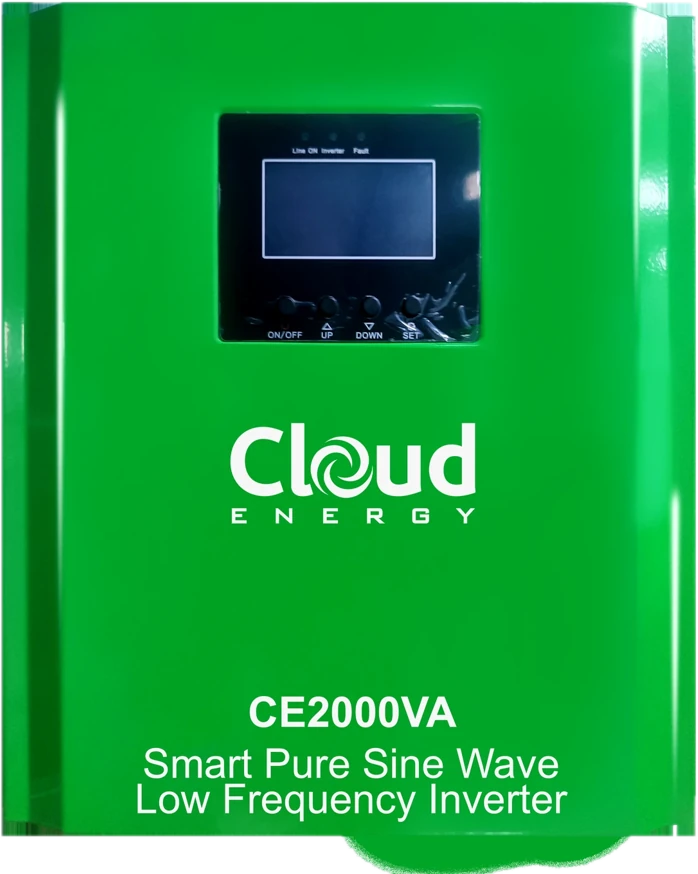 Line ON Inverter Fault
ON/OFF UP DOWN SET
Cloud
ENERGY
CE2000VA
Smart Pure Sine Wave
Low Frequency Inverter